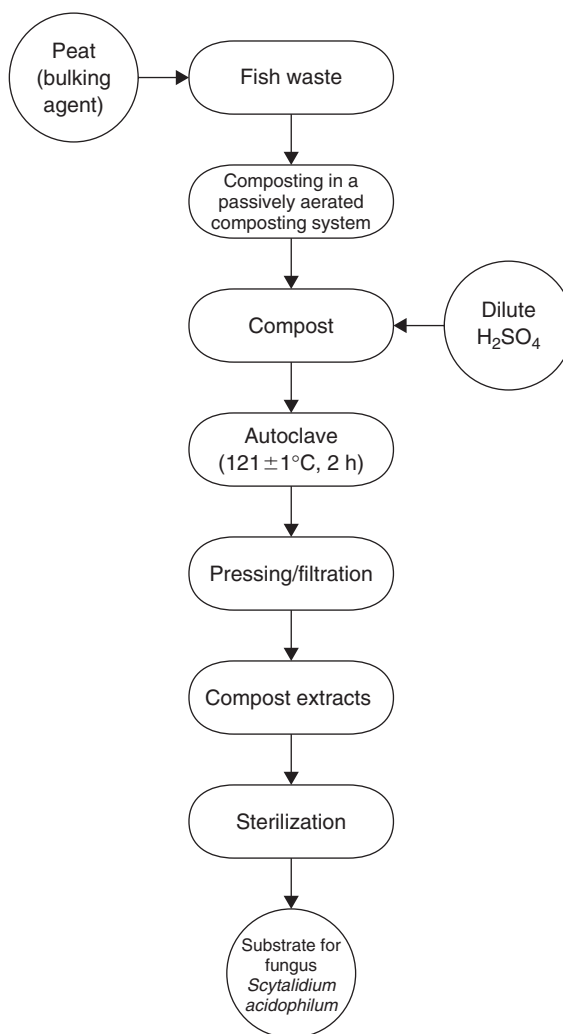 Peat
(bulking
agent)
Fish waste
Composting in a
passively aerated
composting system
Compost
Dilute
H₂SO₄
Autoclave
(121±1°C, 2 h)
Pressing/filtration
Compost extracts
Sterilization
Substrate for
fungus
Scytalidium
acidophilum